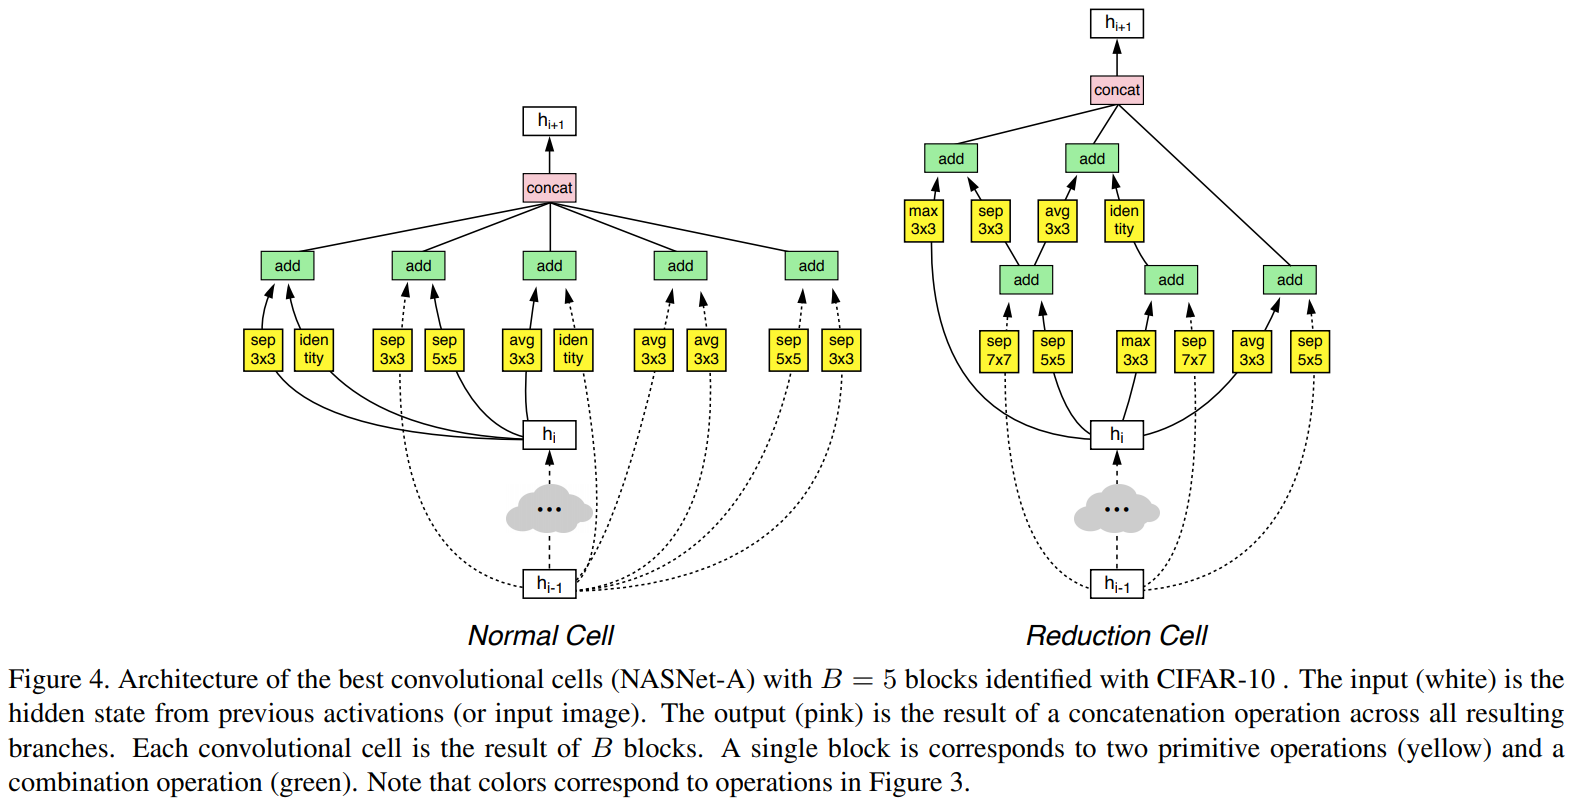 h_{i+1}
concat
add add add add add
sep 3x3 iden tity sep 3x3 sep 5x5 avg 3x3 iden tity avg 3x3 avg 3x3 sep 5x5 sep 3x3
h_i
...
h_{i-1}
Normal Cell
h_{i+1}
concat
add add
max 3x3 sep 3x3 avg 3x3 iden tity
add add add
sep 7x7 sep 5x5 max 3x3 sep 7x7 avg 3x3 sep 5x5
h_i
...
h_{i-1}
Reduction Cell
Figure 4. Architecture of the best convolutional cells (NASNet-A) with B = 5 blocks identified with CIFAR-10 . The input (white) is the
hidden state from previous activations (or input image). The output (pink) is the result of a concatenation operation across all resulting
branches. Each convolutional cell is the result of B blocks. A single block is corresponds to two primitive operations (yellow) and a
combination operation (green). Note that colors correspond to operations in Figure 3.